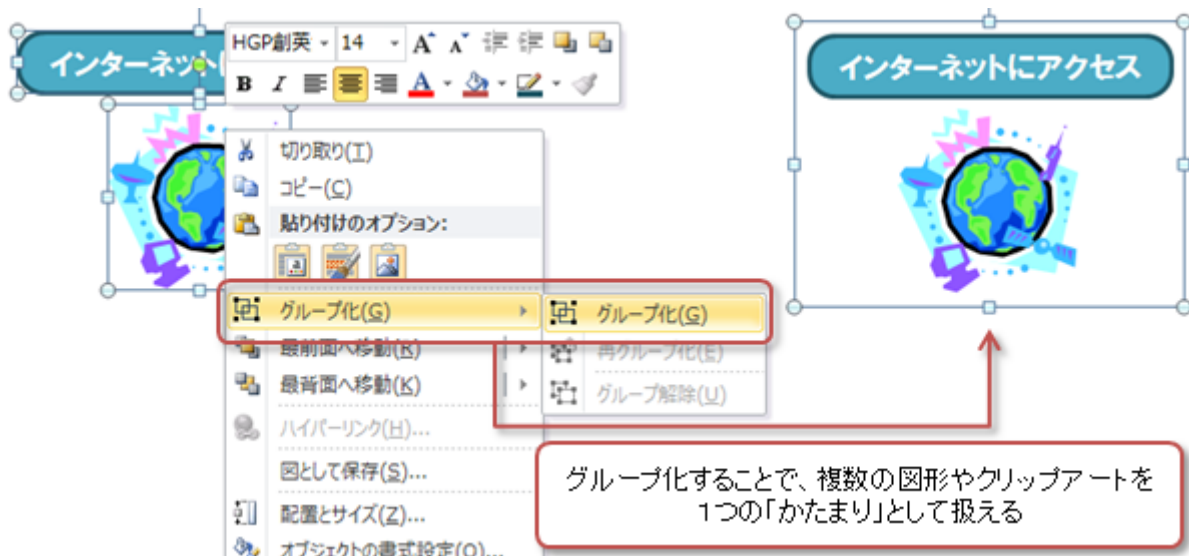 インターネット
HGP創英 14
B I A
インターネットにアクセス
切り取り(T)
コピー(C)
貼り付けのオプション:
グループ化(G)
グループ化(G)
最前面へ移動(R)
再グループ化(E)
最背面へ移動(K)
グループ解除(U)
ハイパーリンク(H)...
図として保存(S)...
配置とサイズ(Z)...
オブジェクトの書式設定(O)...
グループ化することで、複数の図形やクリップアートを
1つの「かたまり」として扱える